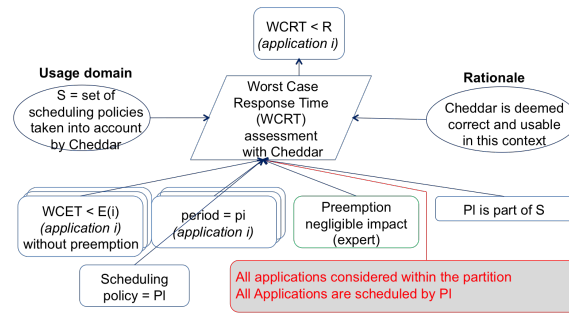 WCRT < R
(application i)
Usage domain
S = set of
scheduling policies
taken into account
by Cheddar
Worst Case
Response Time
(WCRT)
assessment
with Cheddar
Rationale
Cheddar is deemed
correct and usable
in this context
WCET < E(i)
(application i)
without preemption
period = pi
(application i)
Preemption
negligible impact
(expert)
Pl is part of S
Scheduling
policy = Pl
All applications considered within the partition
All Applications are scheduled by Pl